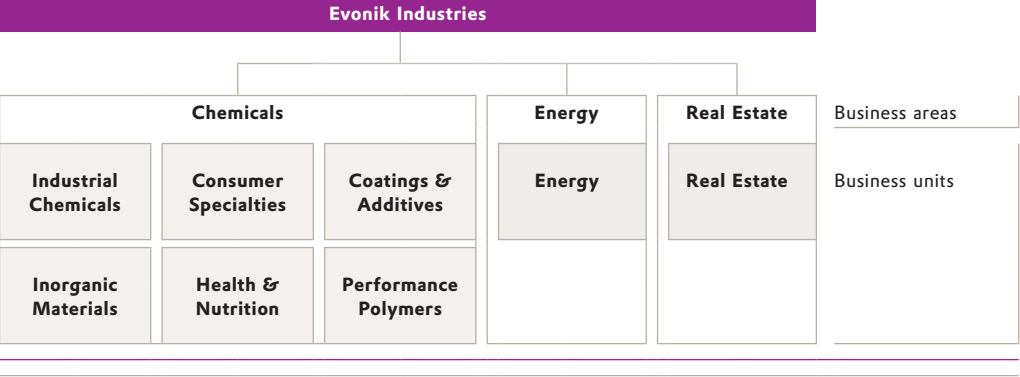 Evonik Industries
Chemicals
Energy
Real Estate
Business areas
Industrial
Chemicals
Consumer
Specialties
Coatings &
Additives
Energy
Real Estate
Business units
Inorganic
Materials
Health &
Nutrition
Performance
Polymers